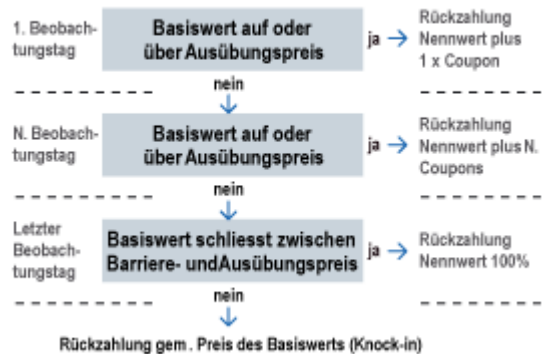 1. Beobach-
tungstag
Basiswert auf oder
über Ausübungspreis
ja
Rückzahlung
Nennwert plus
1 x Coupon
nein
N. Beobach-
tungstag
Basiswert auf oder
über Ausübungspreis
ja
Rückzahlung
Nennwert plus N.
Coupons
nein
Letzter
Beobach-
tungstag
Basiswert schliesst zwischen
Barriere- undAusübungspreis
ja
Rückzahlung
Nennwert 100%
nein
Rückzahlung gem. Preis des Basiswerts (Knock-in)